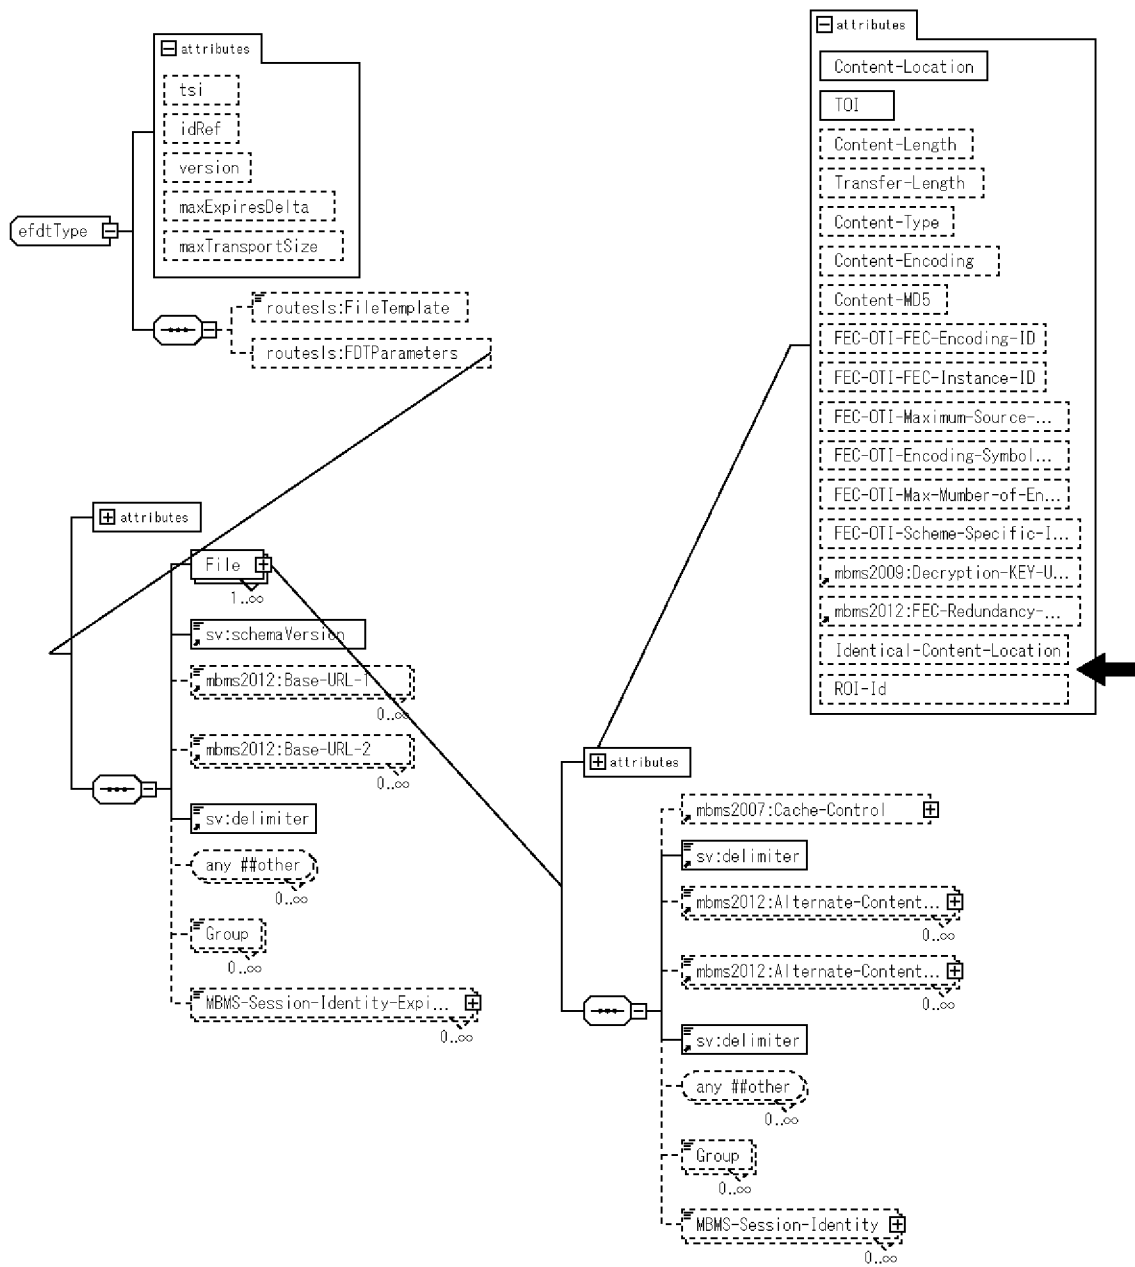 attributes
tsi
idRef
version
maxExpiresDelta
maxTransportSize
efdtType
routesls:FileTemplate
routesls:FDTParameters
attributes
File
1..∞
sv:schemaVersion
mbms2012:Base-URL-1
0..∞
mbms2012:Base-URL-2
0..∞
sv:delimiter
any ##other
0..∞
Group
0..∞
MBMS-Session-Identity-Expi...
0..∞
attributes
Content-Location
TOI
Content-Length
Transfer-Length
Content-Type
Content-Encoding
Content-MD5
FEC-OTI-FEC-Encoding-ID
FEC-OTI-FEC-Instance-ID
FEC-OTI-Maximum-Source-...
FEC-OTI-Encoding-Symbol...
FEC-OTI-Max-Mumber-of-En...
FEC-OTI-Scheme-Specific-I...
mbms2009:Decryption-KEY-U...
mbms2012:FEC-Redundancy-...
Identical-Content-Location
ROI-Id
attributes
mbms2007:Cache-Control
sv:delimiter
mbms2012:Alternate-Content...
0..∞
mbms2012:Alternate-Content...
0..∞
sv:delimiter
any ##other
0..∞
Group
0..∞
MBMS-Session-Identity
0..∞